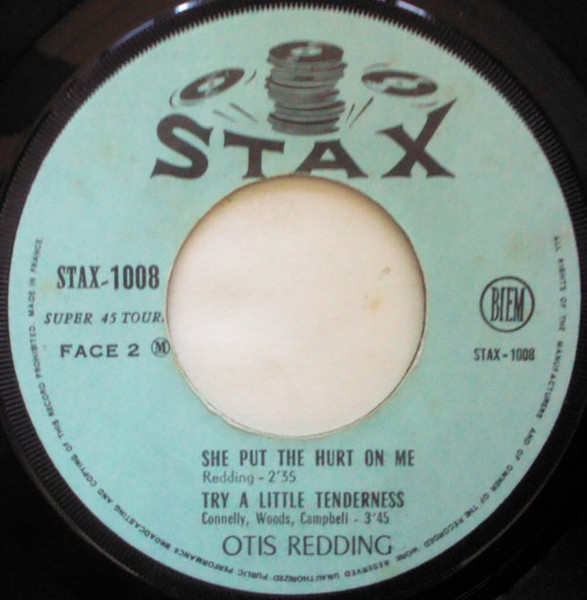 STAX
STAX-1008
SUPER 45 TOUR.
FACE 2 M
BIEM
STAX-1008
SHE PUT THE HURT ON ME
Redding - 2'35
TRY A LITTLE TENDERNESS
Connelly, Woods, Campbell - 3'45
OTIS REDDING
ALL RIGHTS OF THE MANUFACTURERS AND OF OWNER OF THE RECORDED WORK RESERVED UNAUTHORIZED PUBLIC PERFORMANCE BROADCASTING AND COPYING OF THIS RECORD PROHIBITED. MADE IN FRANCE.